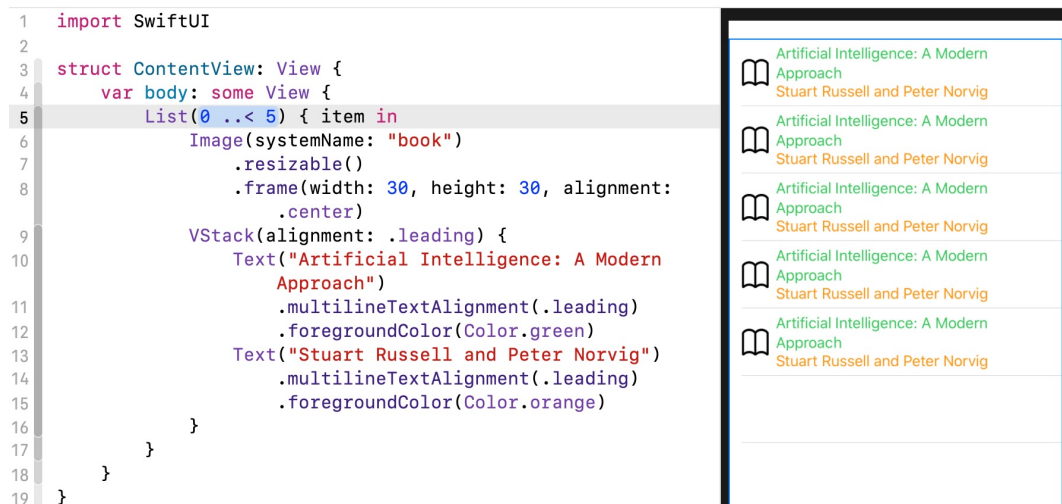 1 import SwiftUI
2
3 struct ContentView: View {
4 var body: some View {
5 List(0 ..< 5) { item in
6 Image(systemName: "book")
7 .resizable()
8 .frame(width: 30, height: 30, alignment:
.center)
9 VStack(alignment: .leading) {
10 Text("Artificial Intelligence: A Modern
Approach")
11 .multilineTextAlignment(.leading)
12 .foregroundColor(Color.green)
13 Text("Stuart Russell and Peter Norvig")
14 .multilineTextAlignment(.leading)
15 .foregroundColor(Color.orange)
16 }
17 }
18 }
19 }
Artificial Intelligence: A Modern
Approach
Stuart Russell and Peter Norvig
Artificial Intelligence: A Modern
Approach
Stuart Russell and Peter Norvig
Artificial Intelligence: A Modern
Approach
Stuart Russell and Peter Norvig
Artificial Intelligence: A Modern
Approach
Stuart Russell and Peter Norvig
Artificial Intelligence: A Modern
Approach
Stuart Russell and Peter Norvig